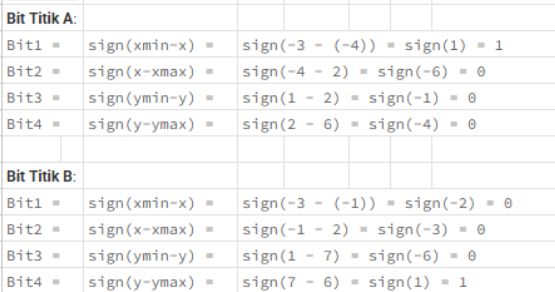 Bit Titik A:
Bit1 = sign(xmin-x) = sign(-3 - (-4)) = sign(1) = 1
Bit2 = sign(x-xmax) = sign(-4 - 2) = sign(-6) = 0
Bit3 = sign(ymin-y) = sign(1 - 2) = sign(-1) = 0
Bit4 = sign(y-ymax) = sign(2 - 6) = sign(-4) = 0
Bit Titik B:
Bit1 = sign(xmin-x) = sign(-3 - (-1)) = sign(-2) = 0
Bit2 = sign(x-xmax) = sign(-1 - 2) = sign(-3) = 0
Bit3 = sign(ymin-y) = sign(1 - 7) = sign(-6) = 0
Bit4 = sign(y-ymax) = sign(7 - 6) = sign(1) = 1